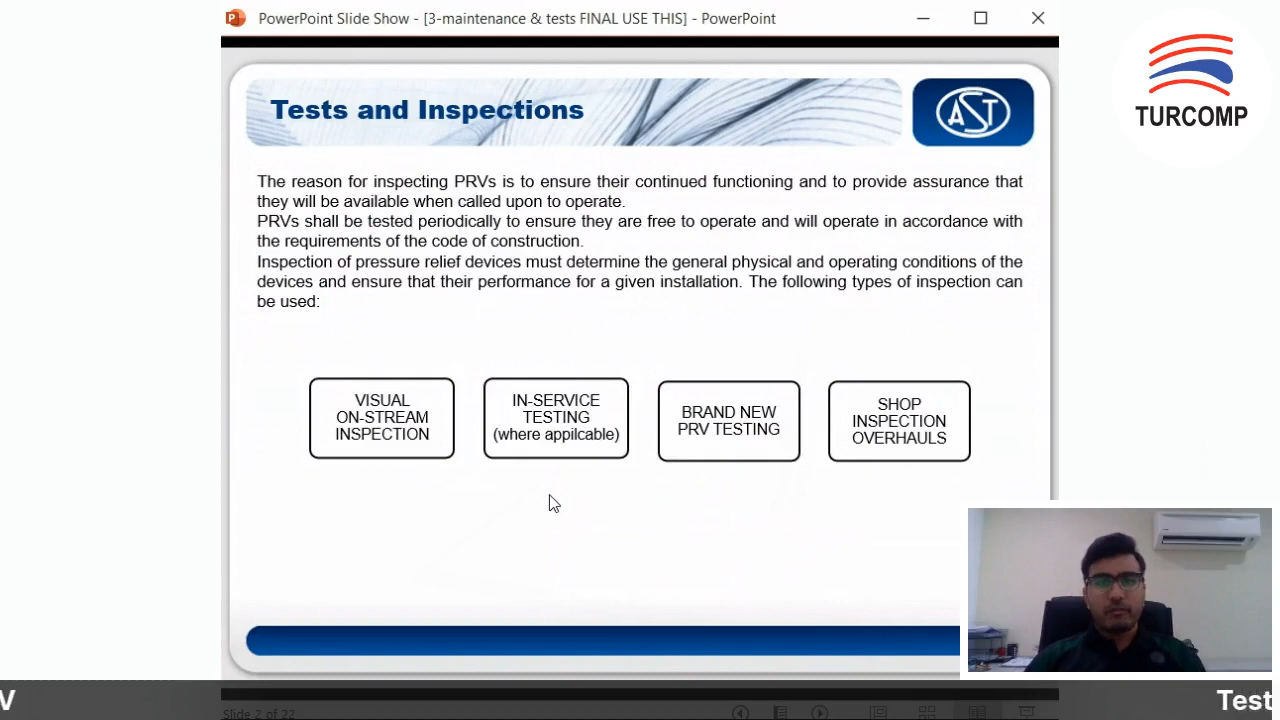 PowerPoint Slide Show - [3-maintenance & tests FINAL USE THIS] - PowerPoint
TURCOMP
Tests and Inspections
AST
The reason for inspecting PRVs is to ensure their continued functioning and to provide assurance that
they will be available when called upon to operate.
PRVs shall be tested periodically to ensure they are free to operate and will operate in accordance with
the requirements of the code of construction.
Inspection of pressure relief devices must determine the general physical and operating conditions of the
devices and ensure that their performance for a given installation. The following types of inspection can
be used:
VISUAL
ON-STREAM
INSPECTION
IN-SERVICE
TESTING
(where appilcable)
BRAND NEW
PRV TESTING
SHOP
INSPECTION
OVERHAULS
V
Test
Slide 2 of 22